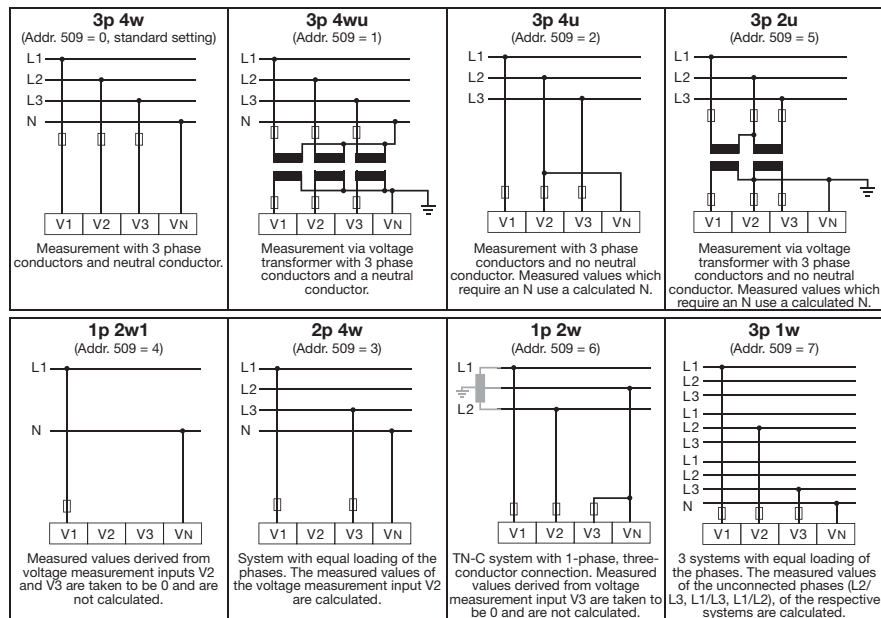 3p 4w
(Addr. 509 = 0, standard setting)
L1
L2
L3
N
V1 V2 V3 VN
Measurement with 3 phase
conductors and neutral conductor.
3p 4wu
(Addr. 509 = 1)
L1
L2
L3
N
V1 V2 V3 VN
Measurement via voltage
transformer with 3 phase
conductors and a neutral
conductor.
3p 4u
(Addr. 509 = 2)
L1
L2
L3
V1 V2 V3 VN
Measurement with 3 phase
conductors and no neutral
conductor. Measured values which
require an N use a calculated N.
3p 2u
(Addr. 509 = 5)
L1
L2
L3
V1 V2 V3 VN
Measurement via voltage
transformer with 3 phase
conductors and no neutral
conductor. Measured values which
require an N use a calculated N.
1p 2w1
(Addr. 509 = 4)
L1
N
V1 V2 V3 VN
Measured values derived from
voltage measurement inputs V2
and V3 are taken to be 0 and are
not calculated.
2p 4w
(Addr. 509 = 3)
L1
L2
L3
N
V1 V2 V3 VN
System with equal loading of the
phases. The measured values of
the voltage measurement input V2
are calculated.
1p 2w
(Addr. 509 = 6)
L1
L2
V1 V2 V3 VN
TN-C system with 1-phase, three-
conductor connection. Measured
values derived from voltage
measurement input V3 are taken to
be 0 and are not calculated.
3p 1w
(Addr. 509 = 7)
L1
L2
L3
L1
L2
L3
L1
L2
L3
N
V1 V2 V3 VN
3 systems with equal loading of
the phases. The measured values
of the unconnected phases (L2/
L3, L1/L3, L1/L2), of the respective
systems are calculated.